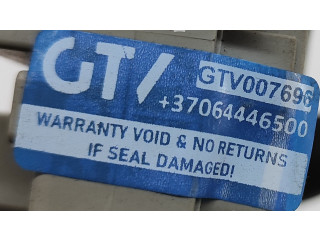 GTV
GTV007696
+37064446500
WARRANTY VOID & NO RETURNS
IF SEAL DAMAGED!